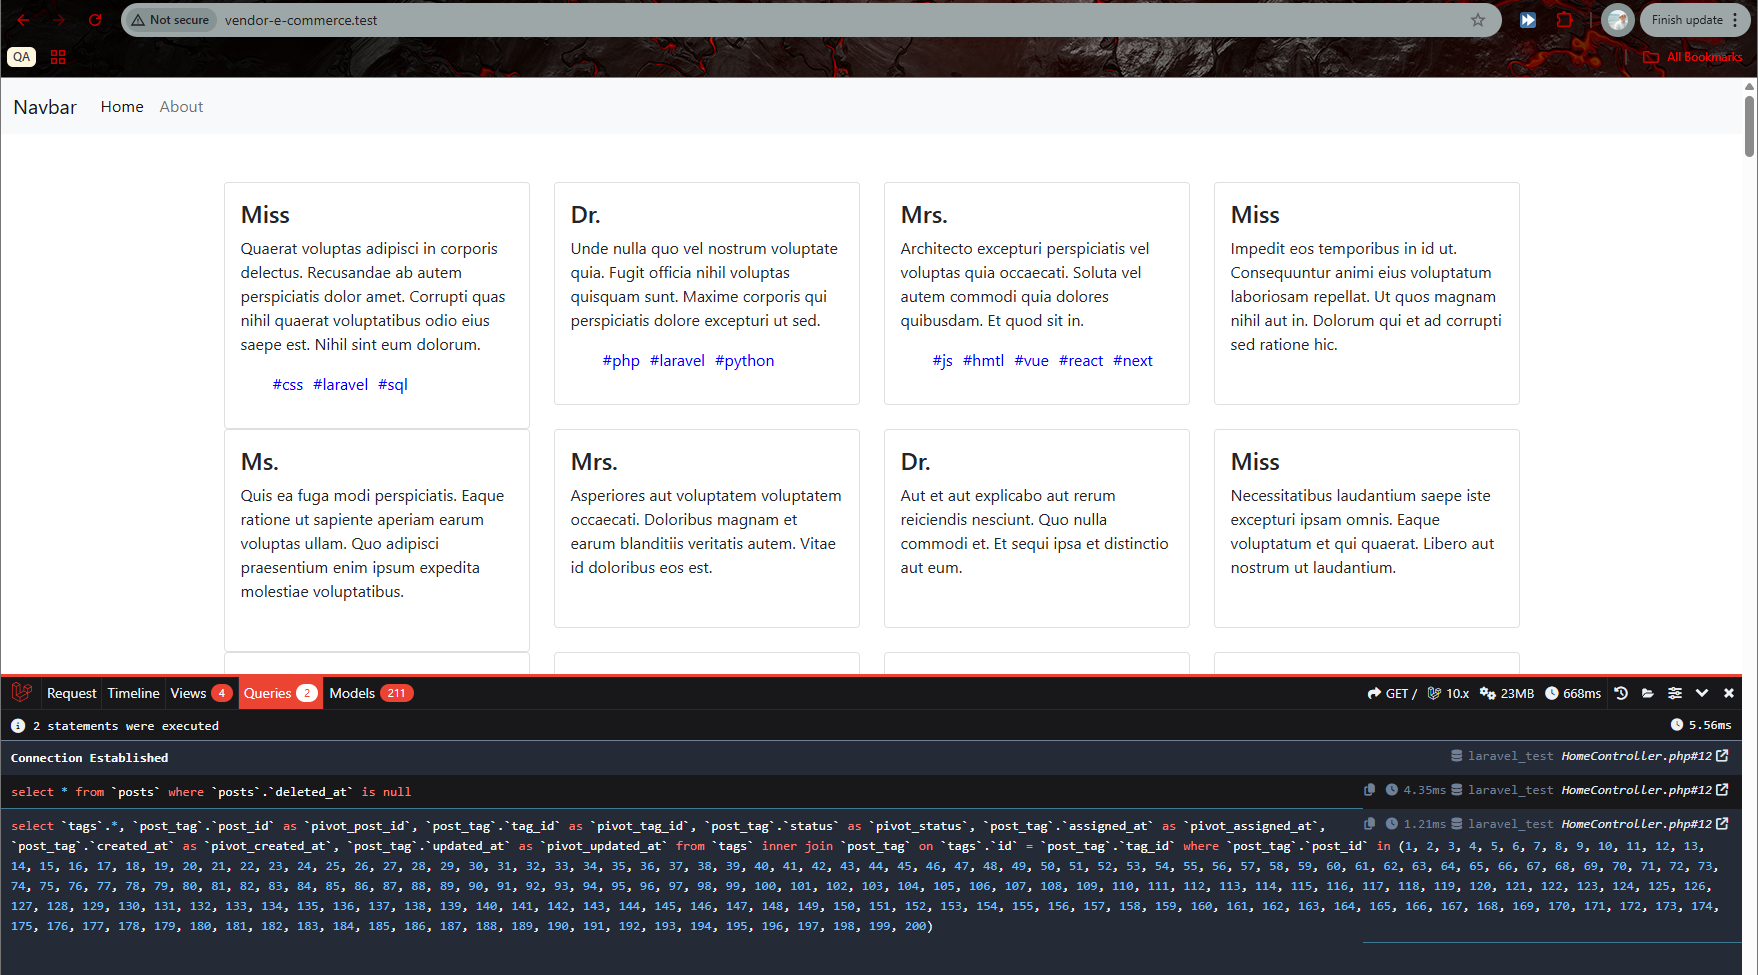 Not secure vendor-e-commerce.test Finish update
QA All Bookmarks
Navbar Home About
Miss
Quaerat voluptas adipisci in corporis
delectus. Recusandae ab autem
perspiciatis dolor amet. Corrupti quas
nihil quaerat voluptatibus odio eius
saepe est. Nihil sint eum dolorum.
#css #laravel #sql
Dr.
Unde nulla quo vel nostrum voluptate
quia. Fugit officia nihil voluptas
quisquam sunt. Maxime corporis qui
perspiciatis dolore excepturi ut sed.
#php #laravel #python
Mrs.
Architecto excepturi perspiciatis vel
voluptas quia occaecati. Soluta vel
autem commodi quia dolores
quibusdam. Et quod sit in.
#js #hmtl #vue #react #next
Miss
Impedit eos temporibus in id ut.
Consequuntur animi eius voluptatum
laboriosam repellat. Ut quos magnam
nihil aut in. Dolorum qui et ad corrupti
sed ratione hic.
Ms.
Quis ea fuga modi perspiciatis. Eaque
ratione ut sapiente aperiam earum
voluptas ullam. Quo adipisci
praesentium enim ipsum expedita
molestiae voluptatibus.
Mrs.
Asperiores aut voluptatem voluptatem
occaecati. Doloribus magnam et
earum blanditiis veritatis autem. Vitae
id doloribus eos est.
Dr.
Aut et aut explicabo aut rerum
reiciendis nesciunt. Quo nulla
commodi et. Et sequi ipsa et distinctio
aut eum.
Miss
Necessitatibus laudantium saepe iste
excepturi ipsam omnis. Eaque
voluptatum et qui quaerat. Libero aut
nostrum ut laudantium.
Request Timeline Views 4 Queries 2 Models 211 GET / 10.x 23MB 668ms
2 statements were executed 5.56ms
Connection Established laravel_test HomeController.php#12
select * from `posts` where `posts`.`deleted_at` is null 4.35ms laravel_test HomeController.php#12
select `tags`.*, `post_tag`.`post_id` as `pivot_post_id`, `post_tag`.`tag_id` as `pivot_tag_id`, `post_tag`.`status` as `pivot_status`, `post_tag`.`assigned_at` as `pivot_assigned_at`, 1.21ms laravel_test HomeController.php#12
`post_tag`.`created_at` as `pivot_created_at`, `post_tag`.`updated_at` as `pivot_updated_at` from `tags` inner join `post_tag` on `tags`.`id` = `post_tag`.`tag_id` where `post_tag`.`post_id` in (1, 2, 3, 4, 5, 6, 7, 8, 9, 10, 11, 12, 13,
14, 15, 16, 17, 18, 19, 20, 21, 22, 23, 24, 25, 26, 27, 28, 29, 30, 31, 32, 33, 34, 35, 36, 37, 38, 39, 40, 41, 42, 43, 44, 45, 46, 47, 48, 49, 50, 51, 52, 53, 54, 55, 56, 57, 58, 59, 60, 61, 62, 63, 64, 65, 66, 67, 68, 69, 70, 71, 72, 73,
74, 75, 76, 77, 78, 79, 80, 81, 82, 83, 84, 85, 86, 87, 88, 89, 90, 91, 92, 93, 94, 95, 96, 97, 98, 99, 100, 101, 102, 103, 104, 105, 106, 107, 108, 109, 110, 111, 112, 113, 114, 115, 116, 117, 118, 119, 120, 121, 122, 123, 124, 125, 126,
127, 128, 129, 130, 131, 132, 133, 134, 135, 136, 137, 138, 139, 140, 141, 142, 143, 144, 145, 146, 147, 148, 149, 150, 151, 152, 153, 154, 155, 156, 157, 158, 159, 160, 161, 162, 163, 164, 165, 166, 167, 168, 169, 170, 171, 172, 173, 174,
175, 176, 177, 178, 179, 180, 181, 182, 183, 184, 185, 186, 187, 188, 189, 190, 191, 192, 193, 194, 195, 196, 197, 198, 199, 200)